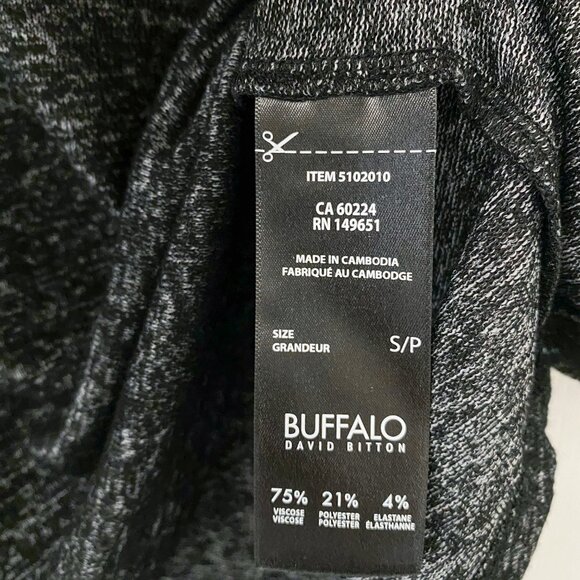 ITEM 5102010
CA 60224
RN 149651
MADE IN CAMBODIA
FABRIQUÉ AU CAMBODGE
SIZE
GRANDEUR
S/P
BUFFALO
DAVID BITTON
75% 21% 4%
VISCOSE POLYESTER ELASTANE
VISCOSE POLYESTER ÉLASTHANNE